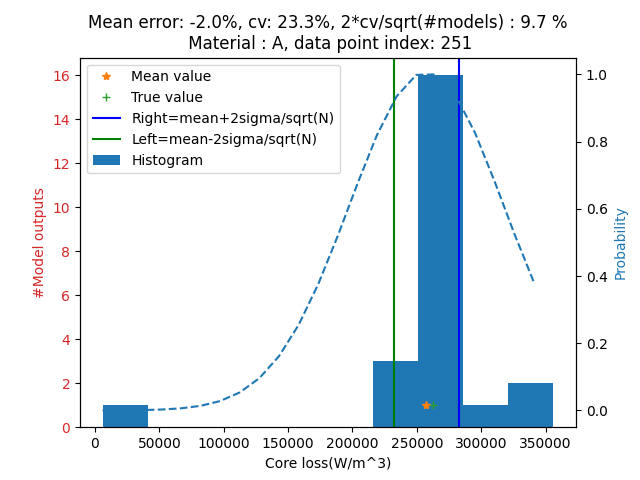 Mean error: -2.0%, cv: 23.3%, 2*cv/sqrt(#models) : 9.7 %
Material : A, data point index: 251
Mean value
True value
Right=mean+2sigma/sqrt(N)
Left=mean-2sigma/sqrt(N)
Histogram
#Model outputs
16
14
12
10
8
6
4
2
0
1.0
0.8
0.6
0.4
0.2
0.0
Probability
0 50000 100000 150000 200000 250000 300000 350000
Core loss(W/m^3)